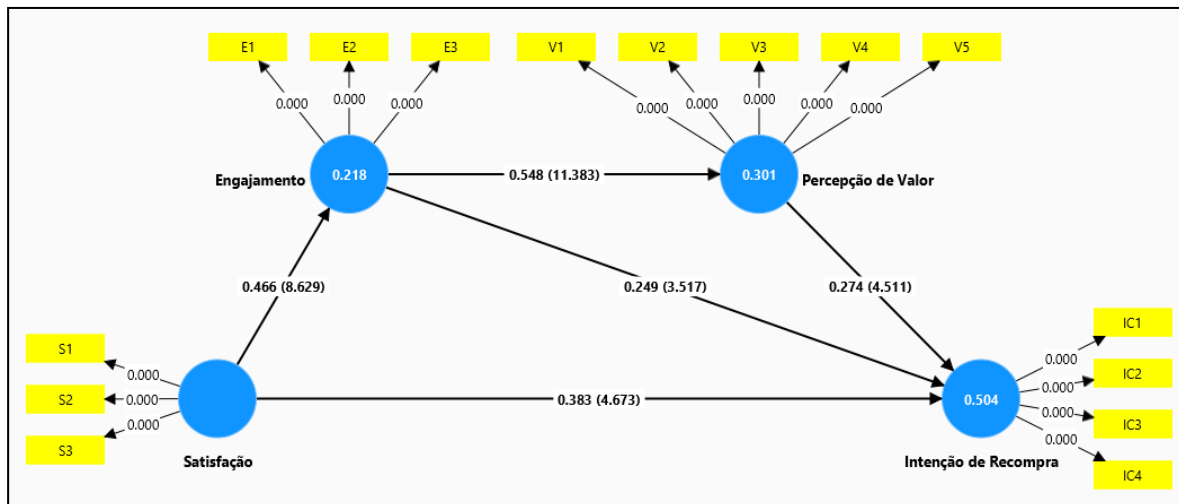 E1
E2
E3
V1
V2
V3
V4
V5
0.000
0.000
0.000
0.000
0.000
0.000
0.000
0.000
Engajamento
0.218
0.548 (11.383)
0.301
Percepção de Valor
0.466 (8.629)
0.249 (3.517)
0.274 (4.511)
S1
S2
S3
0.000
0.000
0.000
Satisfação
0.383 (4.673)
0.504
Intenção de Recompra
0.000
0.000
0.000
0.000
IC1
IC2
IC3
IC4